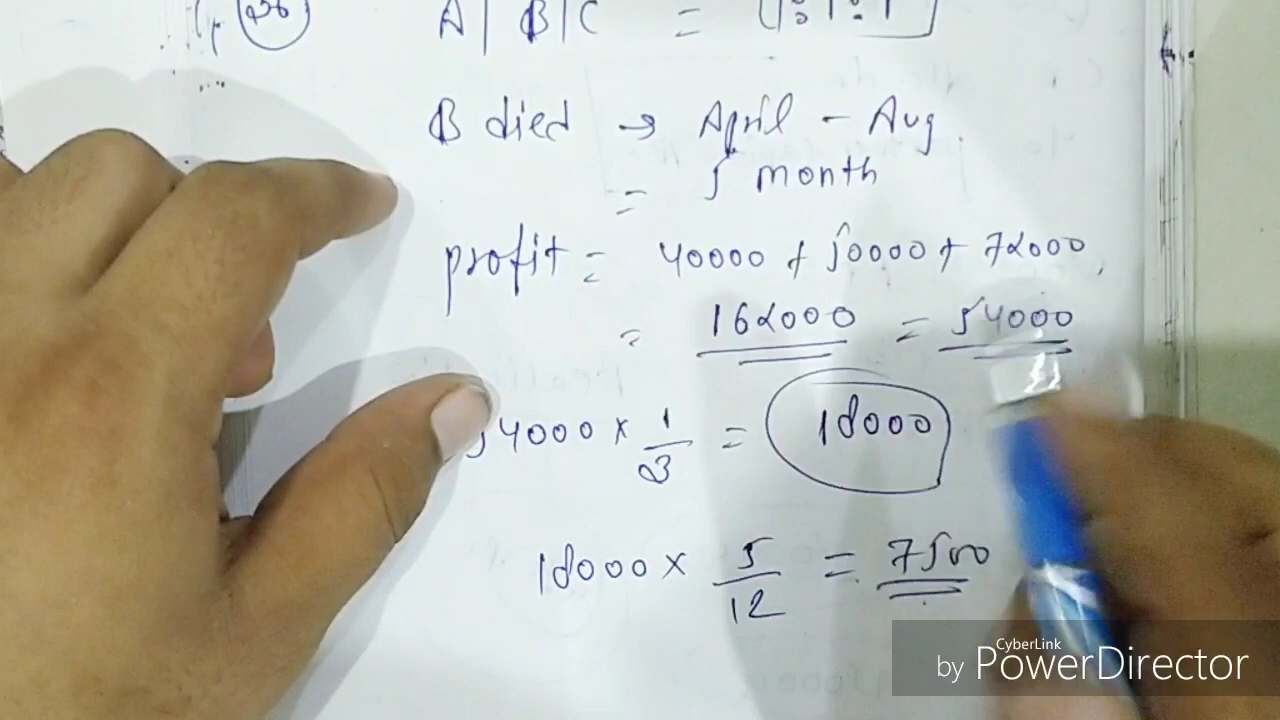 A | B | C =
B died → April - Aug.
= 5 month
profit = 40000 + 50000 + 72000
= 162000 = 54000
54000 × 1/3 = 18000
18000 × 5/12 = 7500
CyberLink
by PowerDirector